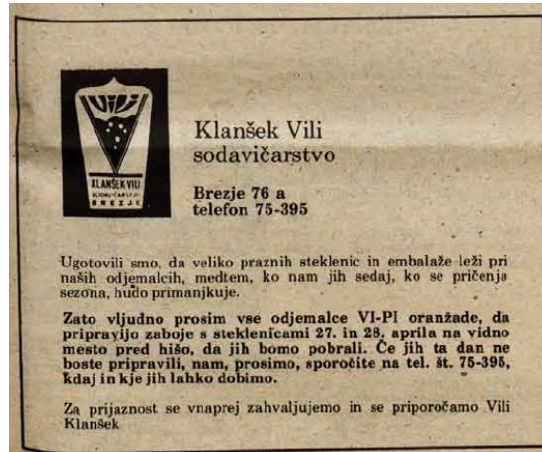 Vili
KLANŠEK VILI
SODAVIČARSTVO
BREZJE
Klanšek Vili
sodavičarstvo
Brezje 76 a
telefon 75-395
Ugotovili smo, da veliko praznih steklenic in embalaže leži pri
naših odjemalcih, medtem, ko nam jih sedaj, ko se pričenja
sezona, hudo primanjkuje.
Zato vljudno prosim vse odjemalce VI-PI oranžade, da
pripravijo zaboje s steklenicami 27. in 28. aprila na vidno
mesto pred hišo, da jih bomo pobrali. Če jih ta dan ne
boste pripravili, nam, prosimo, sporočite na tel. št. 75-395,
kdaj in kje jih lahko dobimo.
Za prijaznost se vnaprej zahvaljujemo in se priporočamo Vili
Klanšek